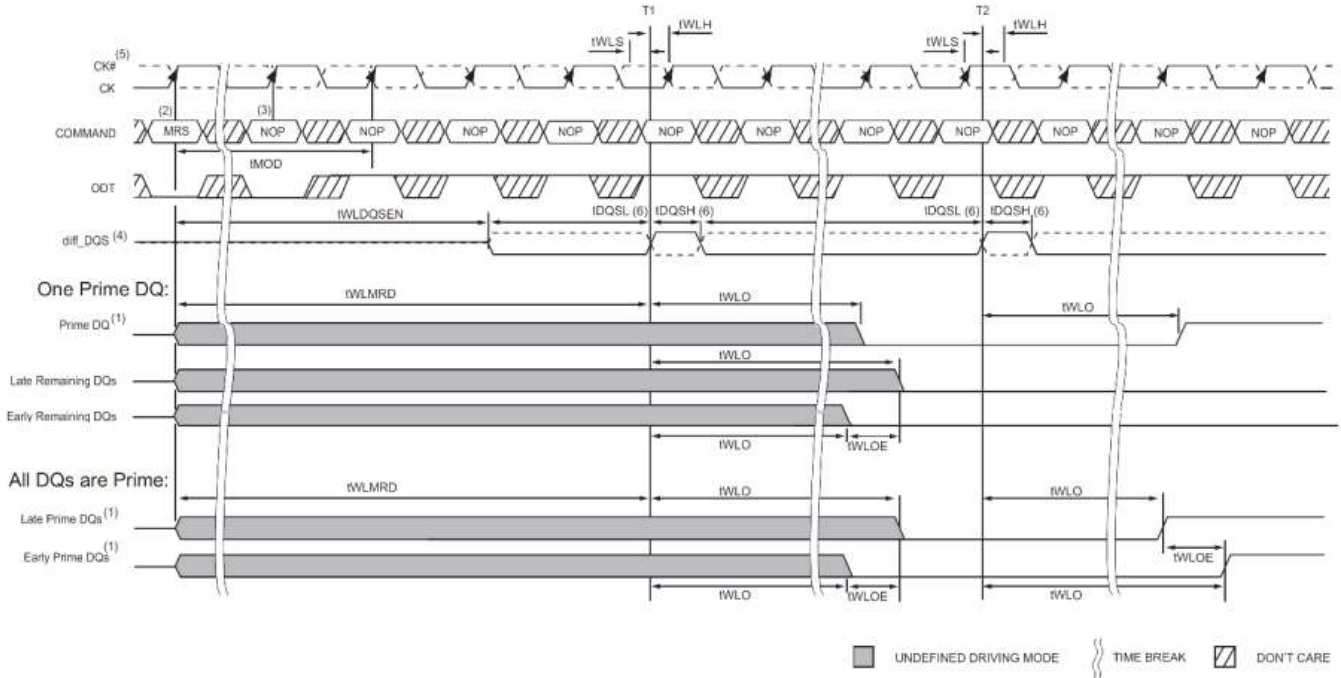 T1 T2
tWLH tWLH
tWLS tWLS
CK# (5)
CK
(2) (3)
COMMAND MRS NOP NOP NOP NOP NOP NOP NOP NOP NOP NOP NOP
tMOD
ODT
tWLDQSEN tDQSL (6) tDQSH (6) tDQSL (6) tDQSH (6)
diff_DQS (4)
One Prime DQ:
tWLMRD tWLO tWLO
Prime DQ (1)
tWLO
Late Remaining DQs
Early Remaining DQs
tWLO tWLOE
All DQs are Prime:
tWLMRD tWLO tWLO
Late Prime DQs (1)
tWLOE
Early Prime DQs (1)
tWLO tWLOE tWLO
UNDEFINED DRIVING MODE TIME BREAK DON'T CARE